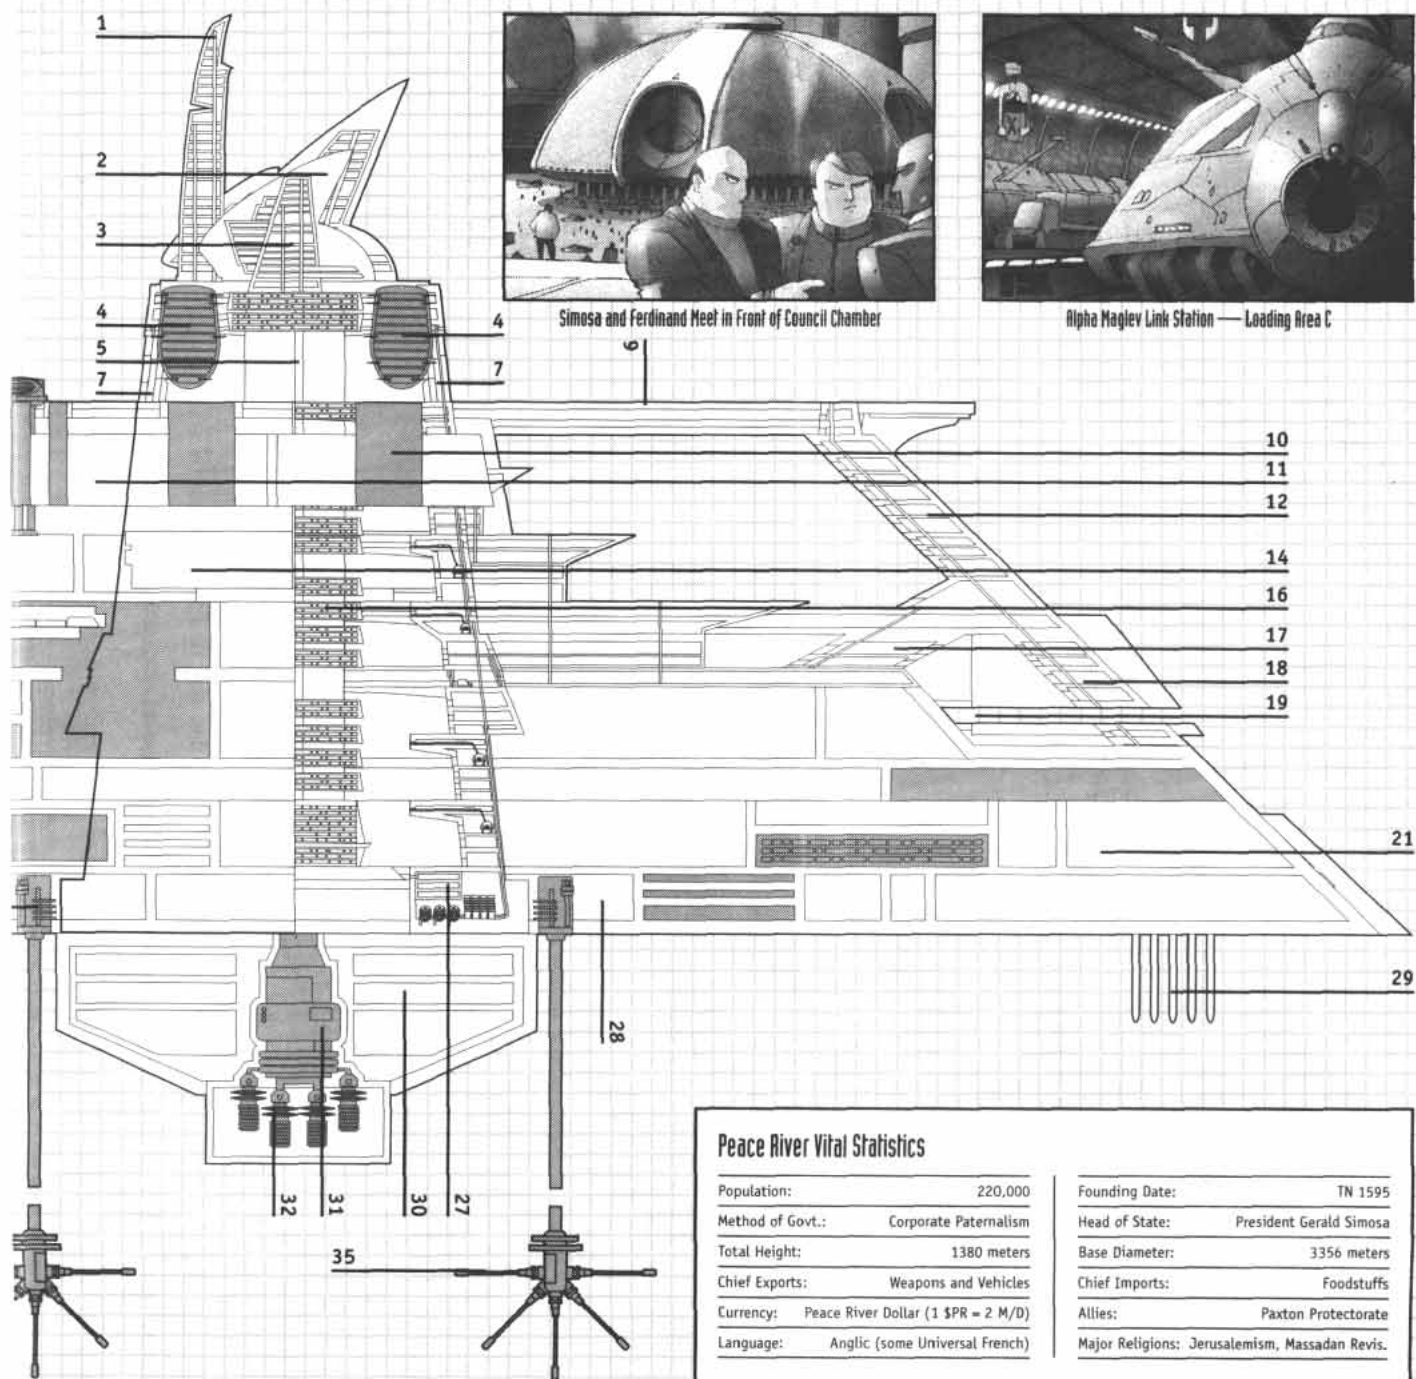 1
2
3
4
4
5
7
7
Simosa and Ferdinand Meet in Front of Council Chamber
Alpha Maglev Link Station — Loading Area C
9
10
11
12
14
16
17
18
19
21
29
28
27
30
31
32
35
Peace River Vital Statistics
Population: 220,000
Method of Govt.: Corporate Paternalism
Total Height: 1380 meters
Chief Exports: Weapons and Vehicles
Currency: Peace River Dollar (1 $PR = 2 M/D)
Language: Anglic (some Universal French)
Founding Date: TN 1595
Head of State: President Gerald Simosa
Base Diameter: 3356 meters
Chief Imports: Foodstuffs
Allies: Paxton Protectorate
Major Religions: Jerusalemism, Massadan Revis.